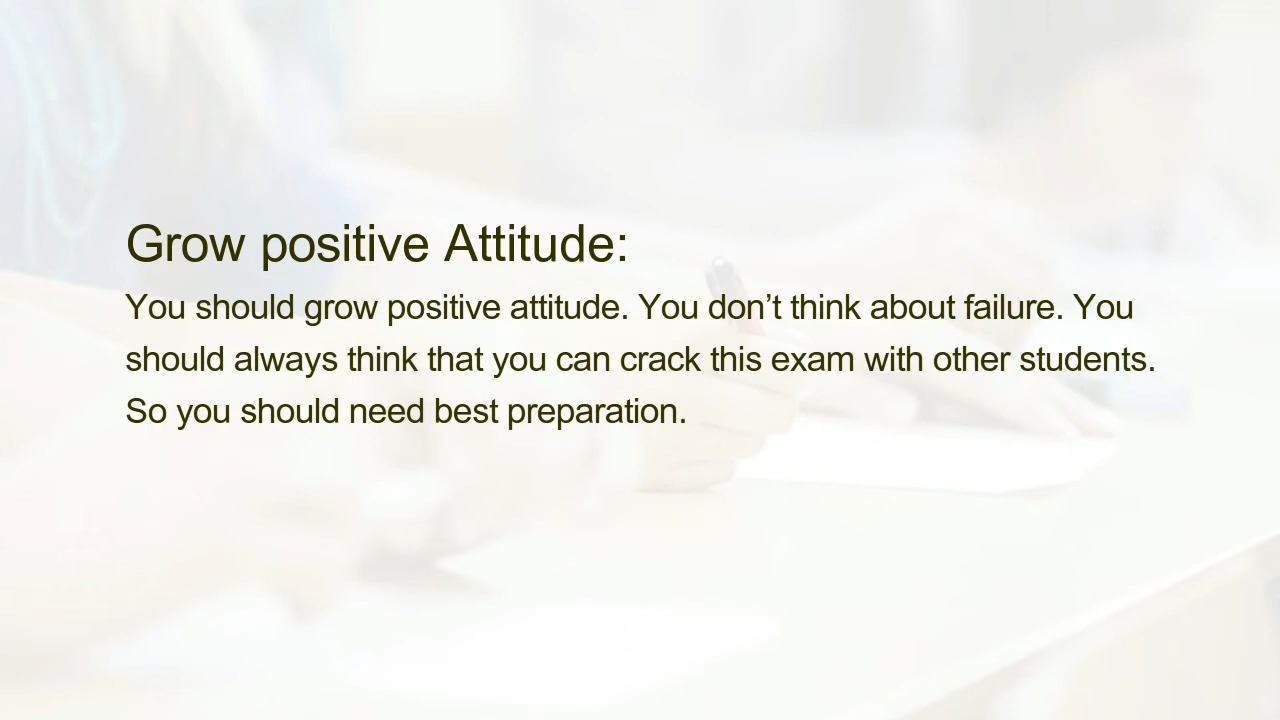 Grow positive Attitude:
You should grow positive attitude. You don’t think about failure. You
should always think that you can crack this exam with other students.
So you should need best preparation.